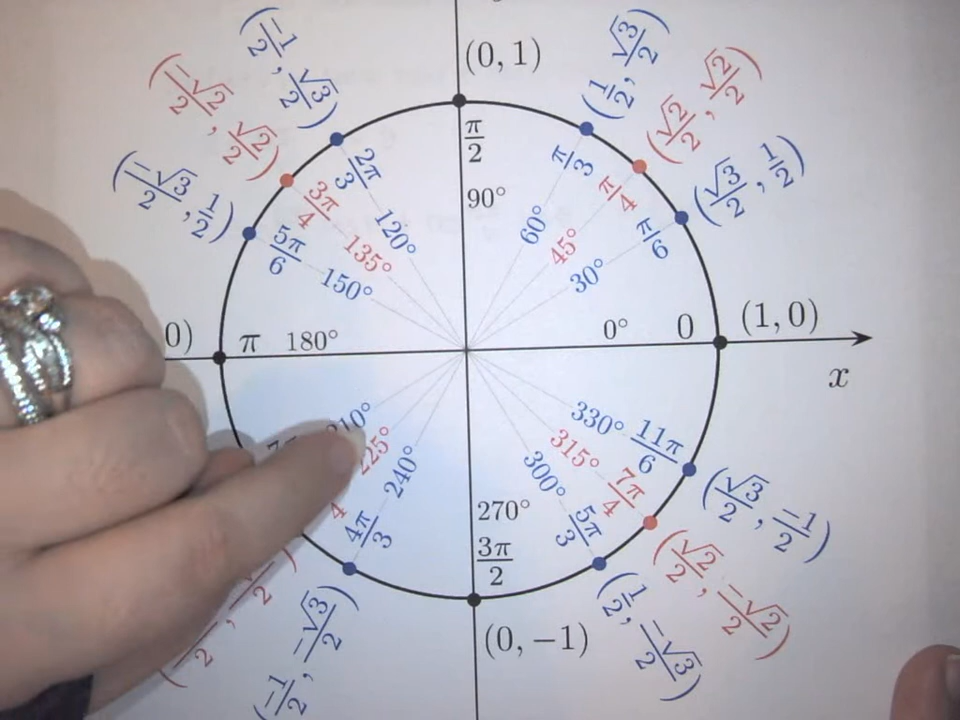 (0, 1)
(-1/2, √3/2)
(1/2, √3/2)
(-√2/2, √2/2)
(√2/2, √2/2)
(-√3/2, 1/2)
(√3/2, 1/2)
π/2
90°
2π/3
120°
3π/4
135°
5π/6
150°
π/3
60°
π/4
45°
π/6
30°
0)
π 180°
0° 0
(1, 0)
x
225°
240°
4π/3
(-1/2, -√3/2)
270°
3π/2
(0, −1)
330°
11π/6
315°
7π/4
300°
5π/3
(√3/2, -1/2)
(√2/2, -√2/2)
(1/2, -√3/2)